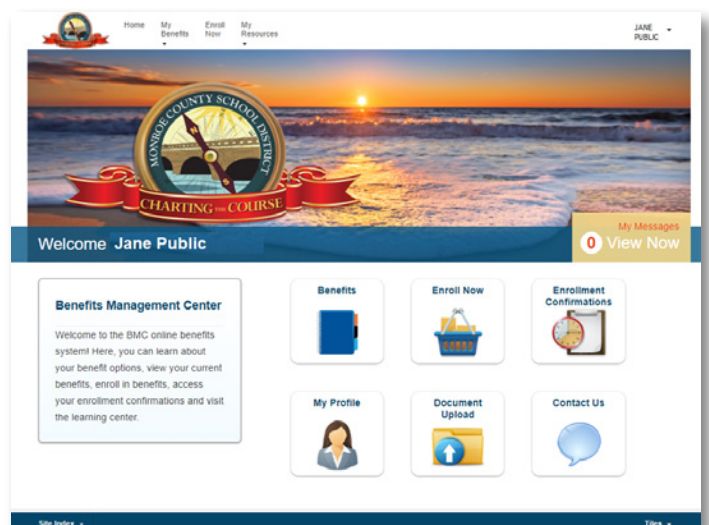 Home
My Benefits
Enroll Now
My Resources
JANE PUBLIC
MONROE COUNTY SCHOOL DISTRICT
CHARTING THE COURSE
My Messages
0 View Now
Welcome Jane Public
Benefits Management Center
Welcome to the BMC online benefits
system! Here, you can learn about
your benefit options, view your current
benefits, enroll in benefits, access
your enrollment confirmations and visit
the learning center.
Benefits
Enroll Now
Enrollment
Confirmations
My Profile
Document
Upload
Contact Us
Site Index
Tiles